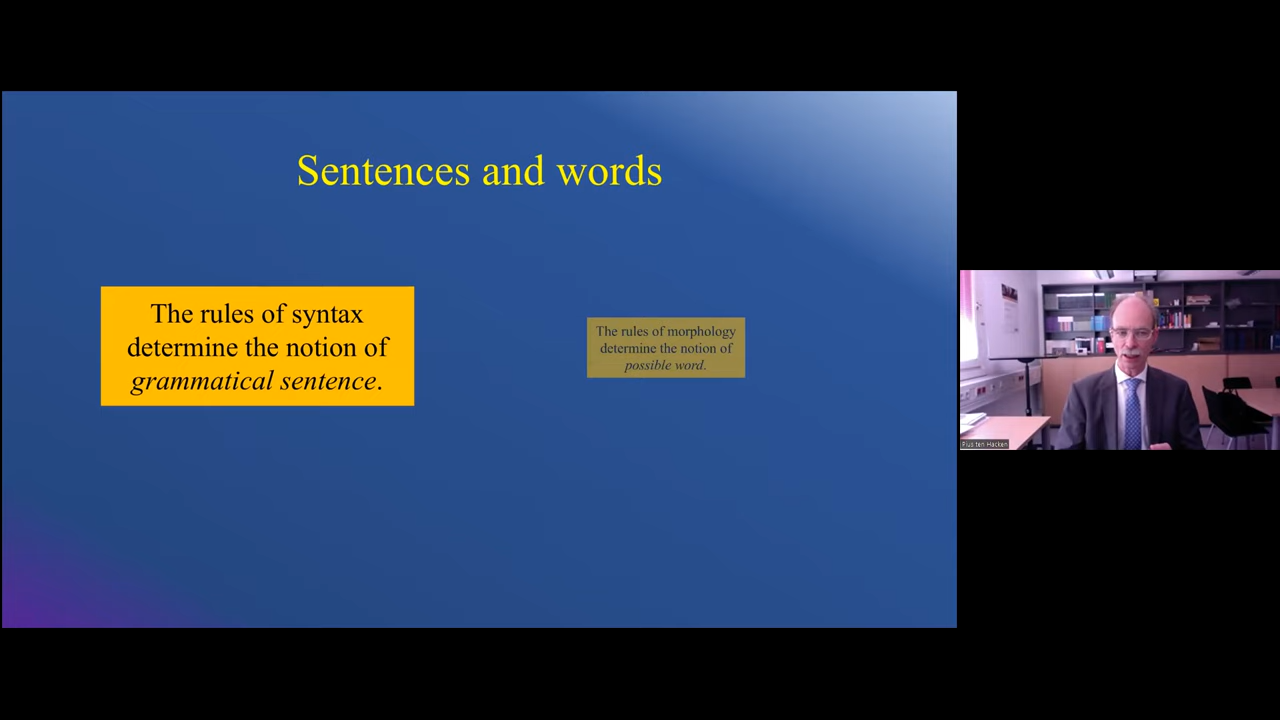 Sentences and words
The rules of syntax
determine the notion of
grammatical sentence.
The rules of morphology
determine the notion of
possible word.
Pius ten Hacken